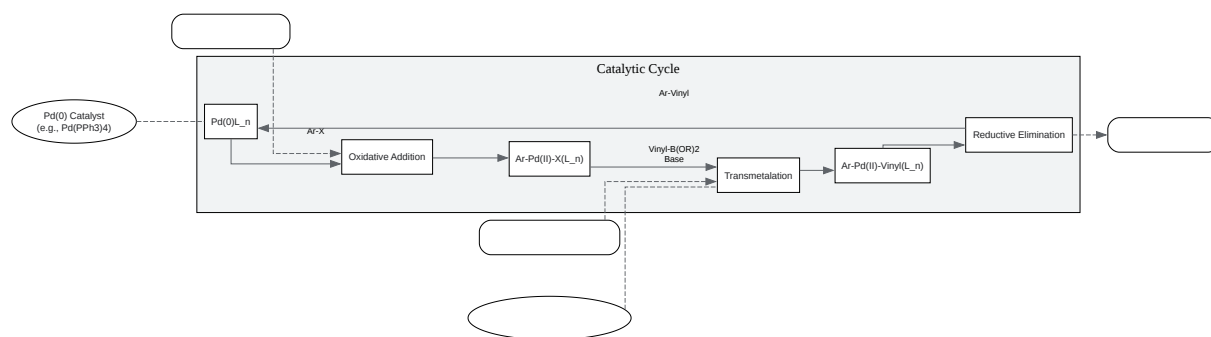 Catalytic Cycle
Ar-Vinyl
Pd(0) Catalyst
(e.g., Pd(PPh3)4)
Pd(0)L_n
Ar-X
Oxidative Addition
Ar-Pd(II)-X(L_n)
Vinyl-B(OR)2
Base
Transmetalation
Ar-Pd(II)-Vinyl(L_n)
Reductive Elimination